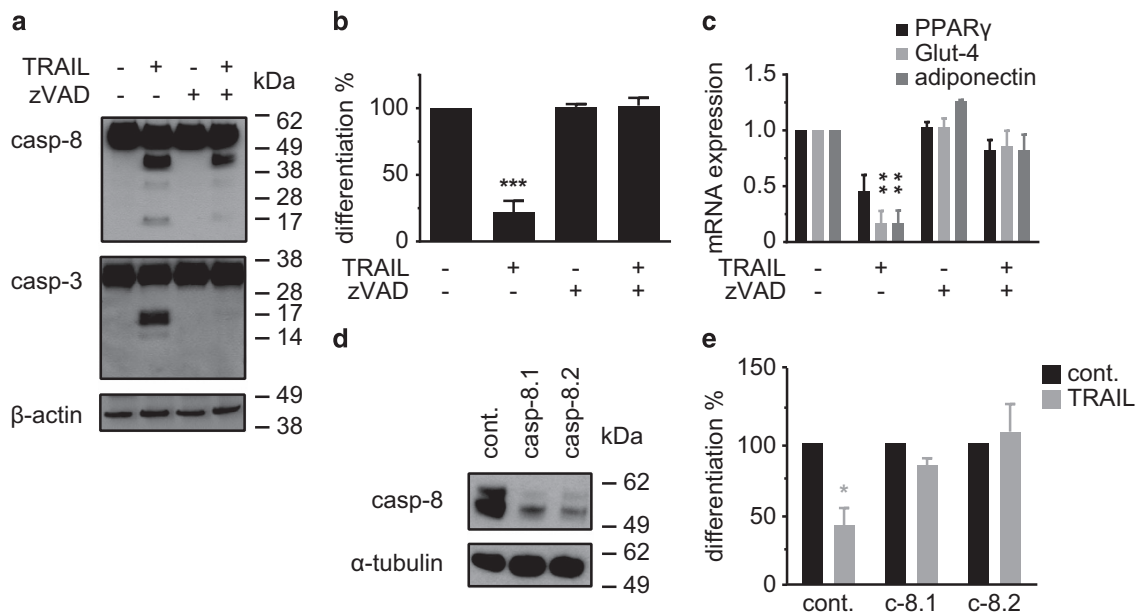 a
TRAIL - + - +
zVAD - - + +
kDa
casp-8
62
49
38
28
17
casp-3
38
28
17
14
β-actin
49
38
b
differentiation %
100
50
0
***
TRAIL - + - +
zVAD - - + +
c
PPARγ
Glut-4
adiponectin
mRNA expression
1.5
1.0
0.5
0
** **
TRAIL - + - +
zVAD - - + +
d
cont. casp-8.1 casp-8.2
kDa
casp-8
62
49
α-tubulin
62
49
e
cont.
TRAIL
differentiation %
150
100
50
0
*
cont. c-8.1 c-8.2